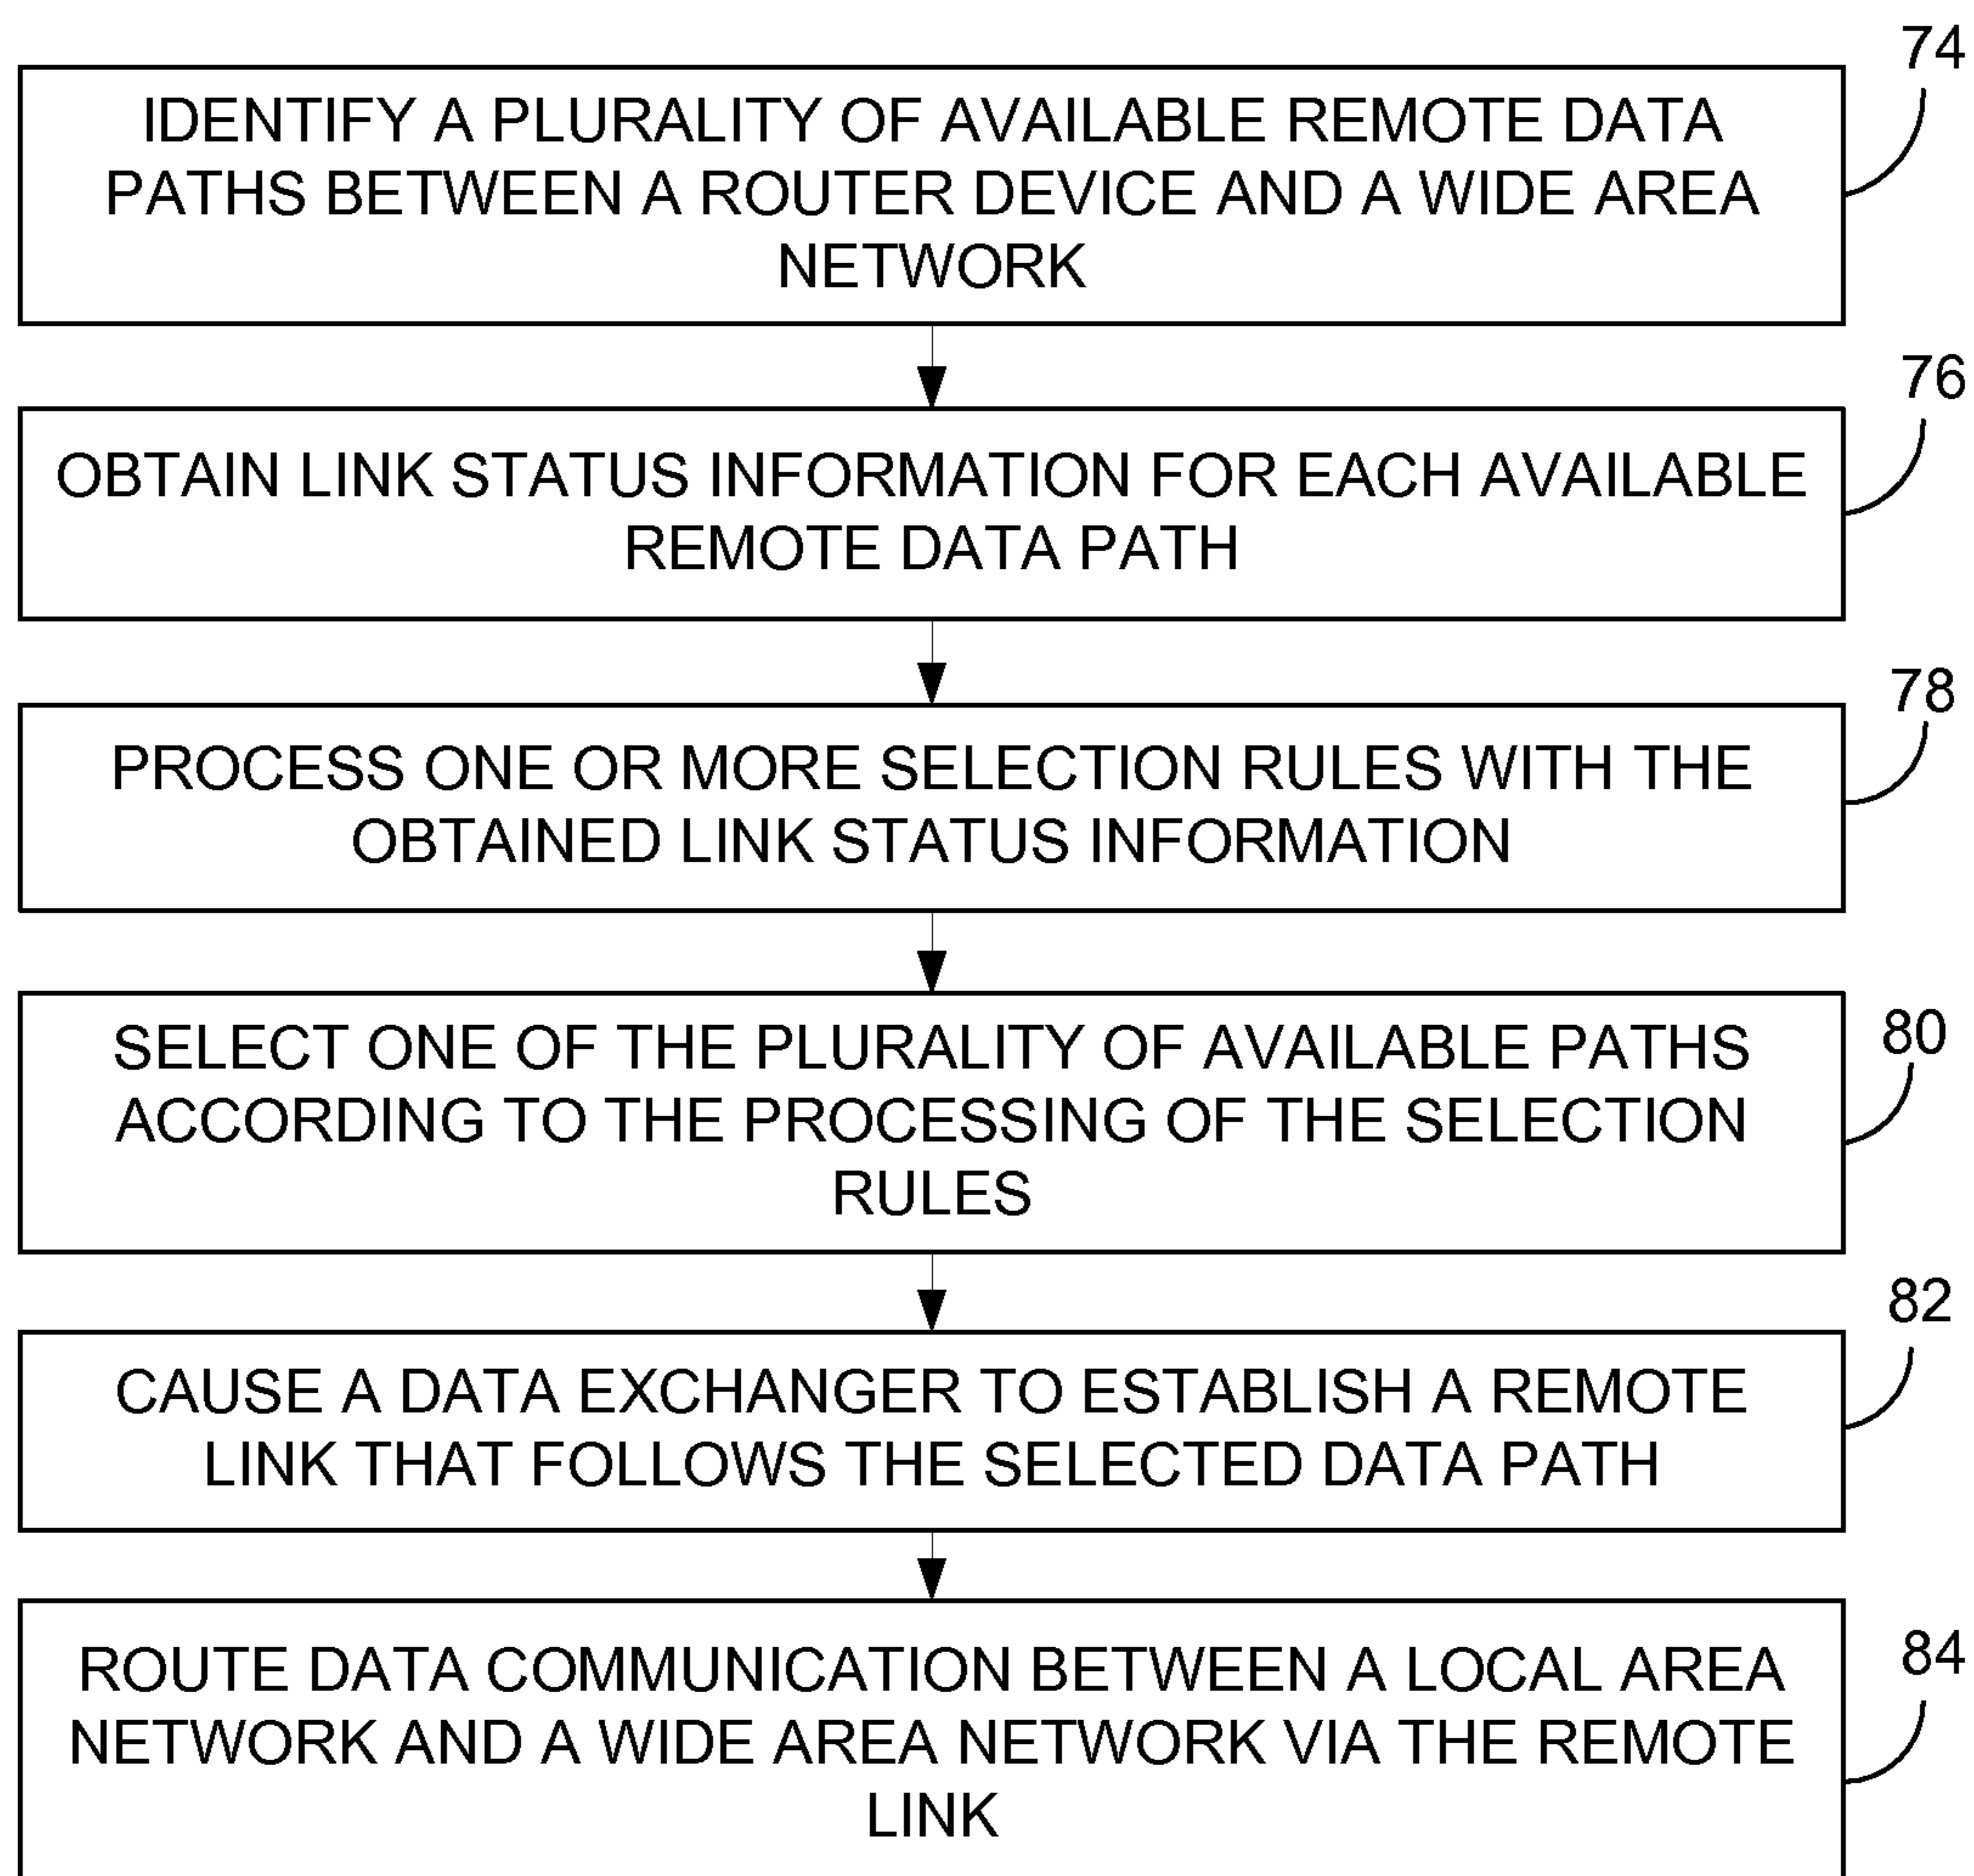 74
IDENTIFY A PLURALITY OF AVAILABLE REMOTE DATA
PATHS BETWEEN A ROUTER DEVICE AND A WIDE AREA
NETWORK
76
OBTAIN LINK STATUS INFORMATION FOR EACH AVAILABLE
REMOTE DATA PATH
78
PROCESS ONE OR MORE SELECTION RULES WITH THE
OBTAINED LINK STATUS INFORMATION
80
SELECT ONE OF THE PLURALITY OF AVAILABLE PATHS
ACCORDING TO THE PROCESSING OF THE SELECTION
RULES
82
CAUSE A DATA EXCHANGER TO ESTABLISH A REMOTE
LINK THAT FOLLOWS THE SELECTED DATA PATH
84
ROUTE DATA COMMUNICATION BETWEEN A LOCAL AREA
NETWORK AND A WIDE AREA NETWORK VIA THE REMOTE
LINK